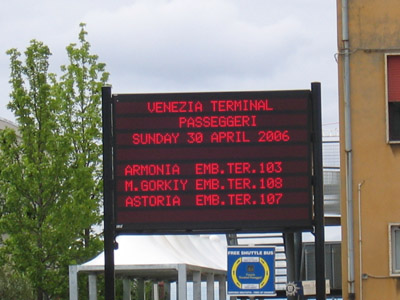 VENEZIA TERMINAL
PASSEGGERI
SUNDAY 30 APRIL 2006
ARMONIA EMB.TER.103
M.GORKIY EMB.TER.108
ASTORIA EMB.TER.107
FREE SHUTTLE BUS